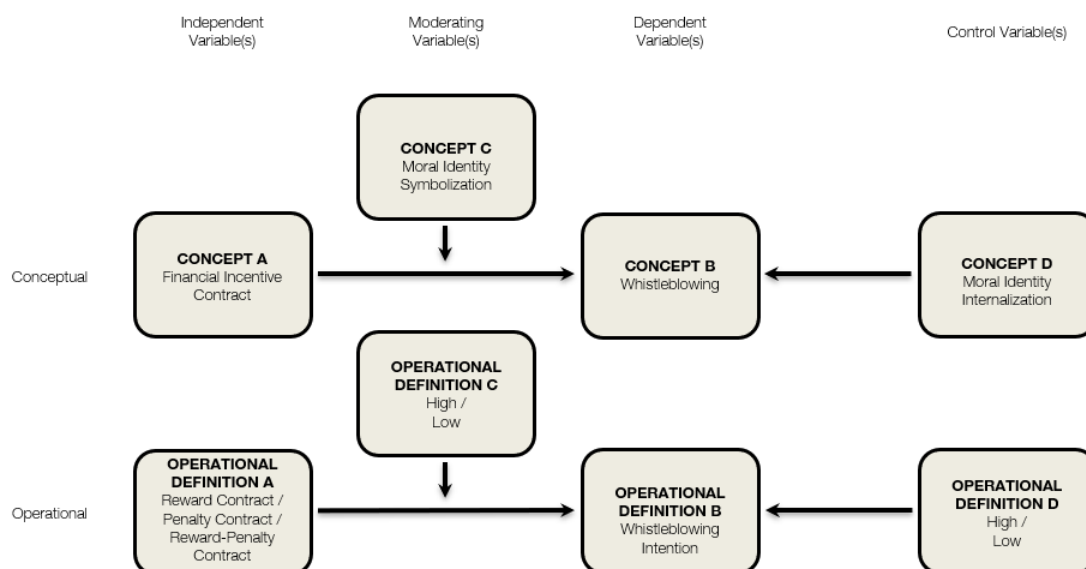 Independent
Variable(s)
Moderating
Variable(s)
Dependent
Variable(s)
Control Variable(s)
CONCEPT C
Moral Identity
Symbolization
Conceptual
CONCEPT A
Financial Incentive
Contract
CONCEPT B
Whistleblowing
CONCEPT D
Moral Identity
Internalization
OPERATIONAL
DEFINITION C
High /
Low
Operational
OPERATIONAL
DEFINITION A
Reward Contract /
Penalty Contract /
Reward-Penalty
Contract
OPERATIONAL
DEFINITION B
Whistleblowing
Intention
OPERATIONAL
DEFINITION D
High /
Low